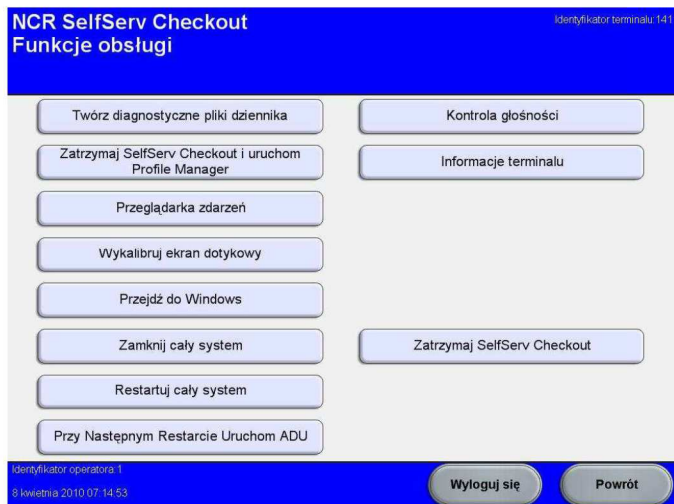 NCR SelfServ Checkout
Funkcje obsługi
Identyfikator terminalu:141
Twórz diagnostyczne pliki dziennika
Zatrzymaj SelfServ Checkout i uruchom
Profile Manager
Przeglądarka zdarzeń
Wykalibruj ekran dotykowy
Przejdź do Windows
Zamknij cały system
Restartuj cały system
Przy Następnym Restarcie Uruchom ADU
Kontrola głośności
Informacje terminalu
Zatrzymaj SelfServ Checkout
Identyfikator operatora:1
8 kwietnia 2010 07:14:53
Wyloguj się
Powrót